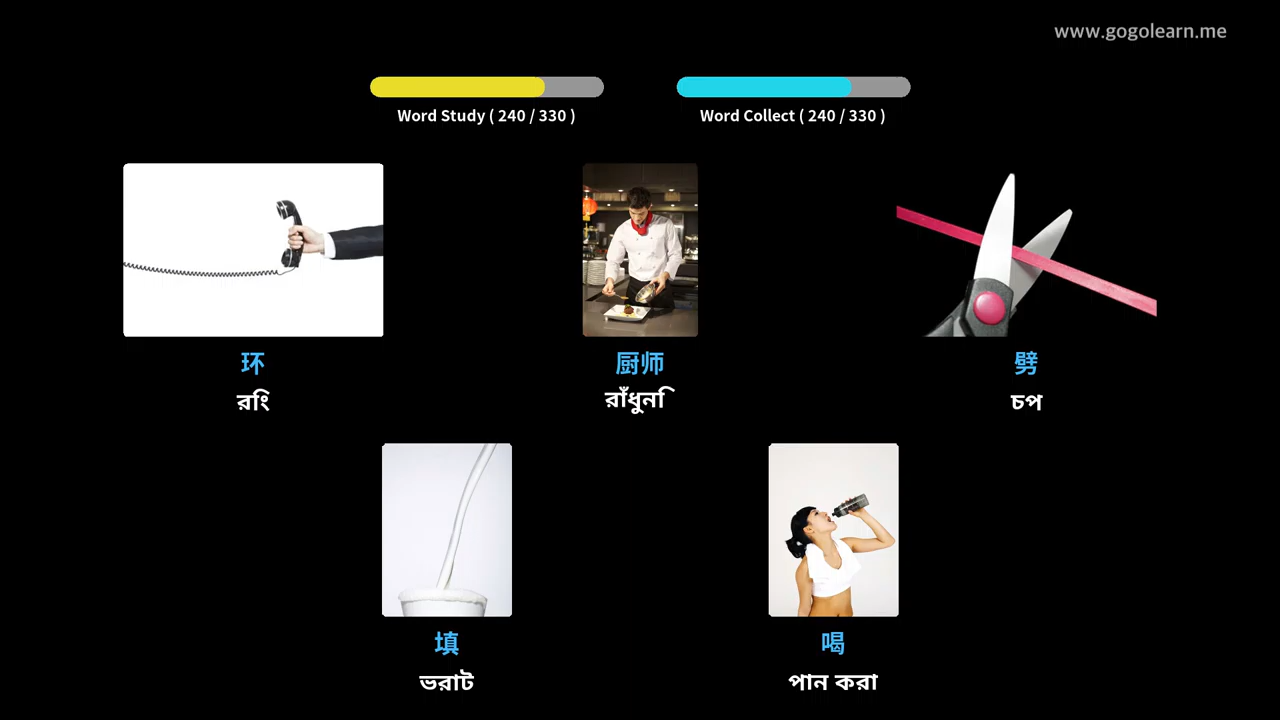 www.gogolearn.me
Word Study ( 240 / 330 )
Word Collect ( 240 / 330 )
环
厨师
劈
রিং
রাঁধুনি
চপ
填
喝
ভরাট
পান করা